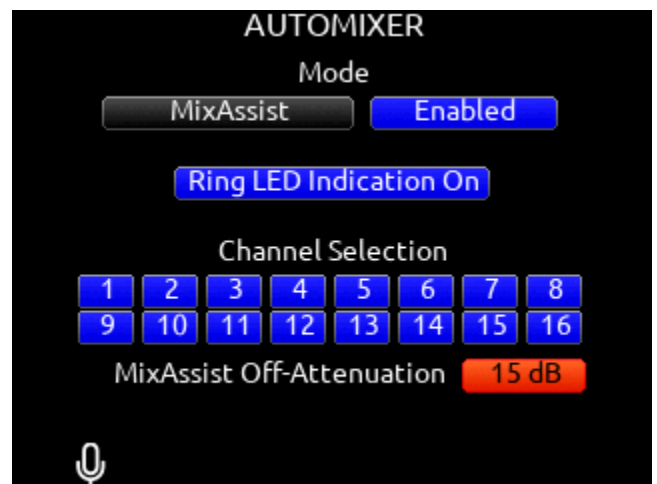 AUTOMIXER
Mode
MixAssist Enabled
Ring LED Indication On
Channel Selection
1 2 3 4 5 6 7 8
9 10 11 12 13 14 15 16
MixAssist Off-Attenuation 15 dB